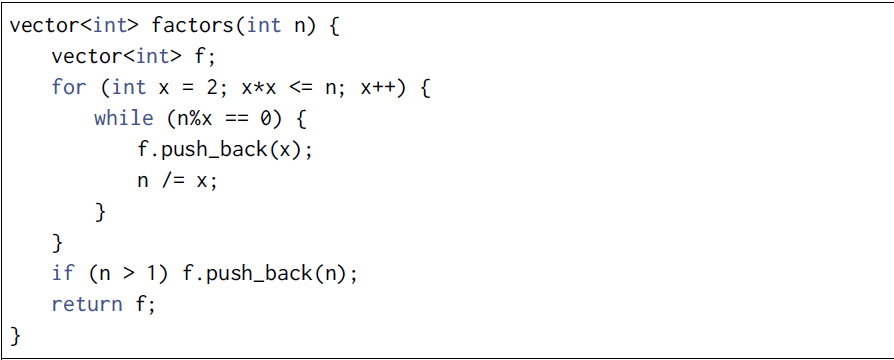 vector<int> factors(int n) {
    vector<int> f;
    for (int x = 2; x*x <= n; x++) {
        while (n%x == 0) {
            f.push_back(x);
            n /= x;
        }
    }
    if (n > 1) f.push_back(n);
    return f;
}